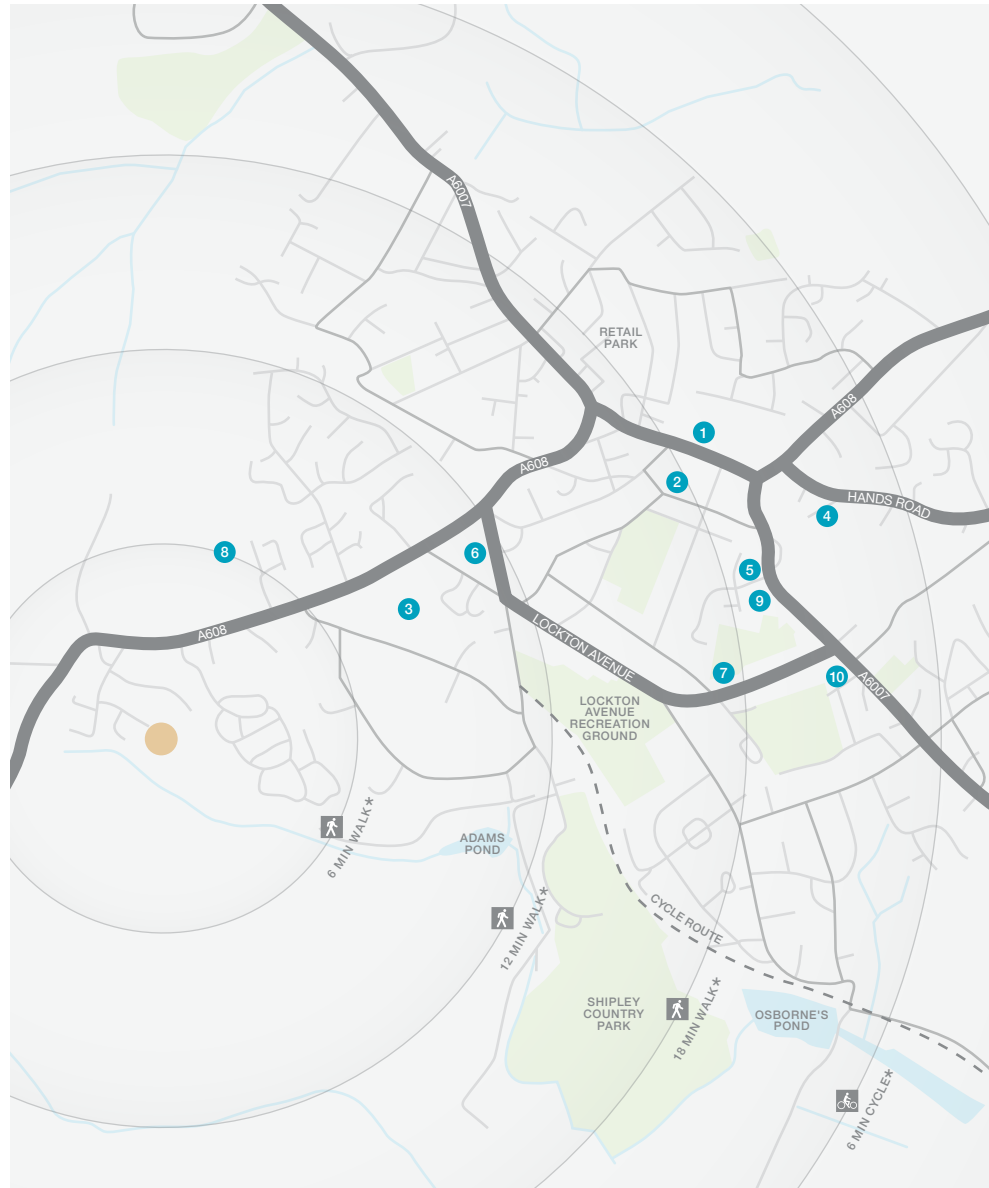 A6007
RETAIL
PARK
A608
1
A608
2
HANDS ROAD
4
8
6
5
3
9
A608
LOCKTON AVENUE
7
10
A6007
LOCKTON
AVENUE
RECREATION
GROUND
6 MIN WALK*
ADAMS
POND
12 MIN WALK*
CYCLE ROUTE
SHIPLEY
COUNTRY
PARK
18 MIN WALK*
OSBORNE'S
POND
6 MIN CYCLE*